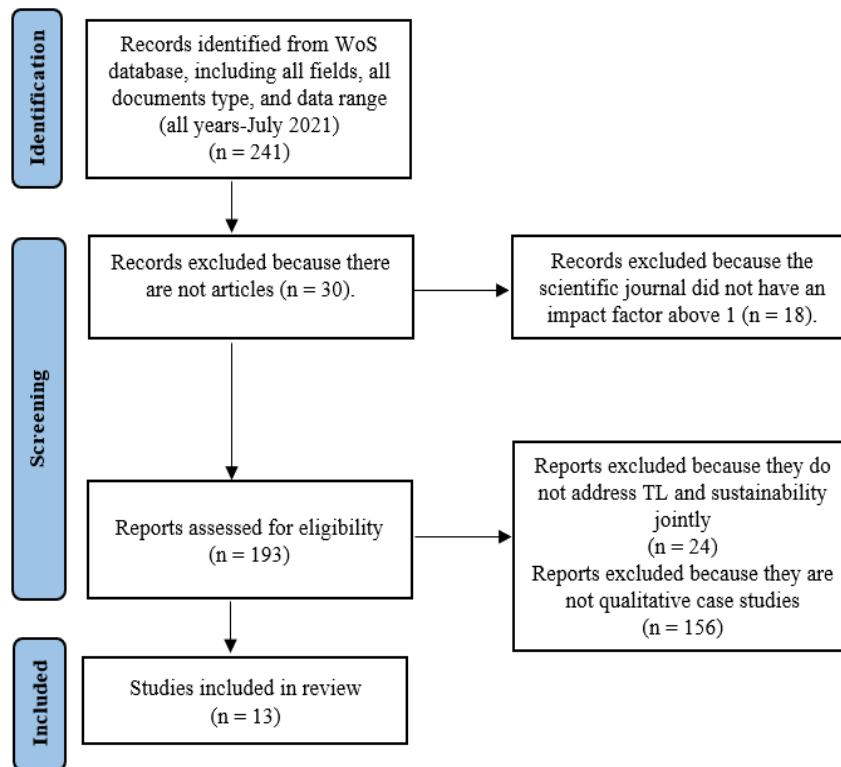 Identification
Records identified from WoS
database, including all fields, all
documents type, and data range
(all years-July 2021)
(n = 241)
Screening
Records excluded because there
are not articles (n = 30).
Records excluded because the
scientific journal did not have an
impact factor above 1 (n = 18).
Reports assessed for eligibility
(n = 193)
Reports excluded because they do
not address TL and sustainability
jointly
(n = 24)
Reports excluded because they are
not qualitative case studies
(n = 156)
Included
Studies included in review
(n = 13)